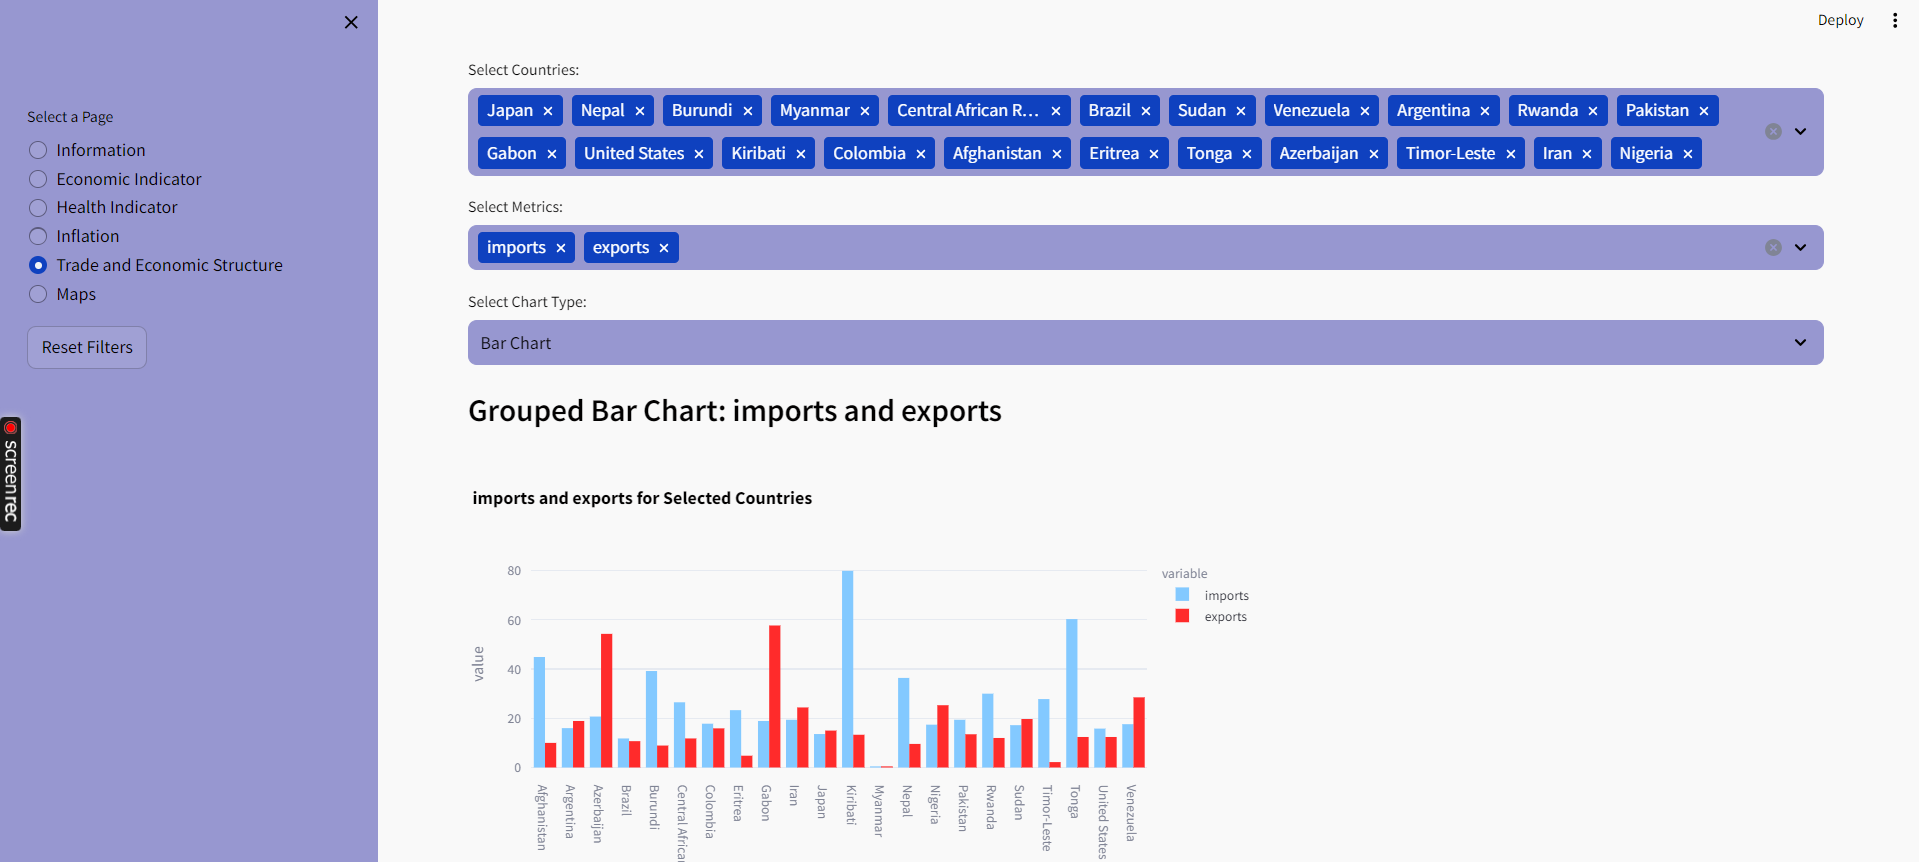 Deploy
Select a Page
Information
Economic Indicator
Health Indicator
Inflation
Trade and Economic Structure
Maps
Reset Filters
screenrec
Select Countries:
Japan Nepal Burundi Myanmar Central African R... Brazil Sudan Venezuela Argentina Rwanda Pakistan
Gabon United States Kiribati Colombia Afghanistan Eritrea Tonga Azerbaijan Timor-Leste Iran Nigeria
Select Metrics:
imports exports
Select Chart Type:
Bar Chart
Grouped Bar Chart: imports and exports
imports and exports for Selected Countries
value
80
60
40
20
0
Afghanistan
Argentina
Azerbaijan
Brazil
Burundi
Central African
Colombia
Eritrea
Gabon
Iran
Japan
Kiribati
Myanmar
Nepal
Nigeria
Pakistan
Rwanda
Sudan
Timor-Leste
Tonga
United States
Venezuela
variable
imports
exports